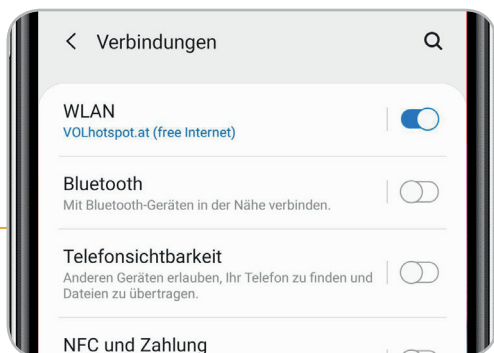 Verbindungen
WLAN
VOLhotspot.at (free Internet)
Bluetooth
Mit Bluetooth-Geräten in der Nähe verbinden.
Telefonsichtbarkeit
Anderen Geräten erlauben, Ihr Telefon zu finden und
Dateien zu übertragen.
NFC und Zahlung